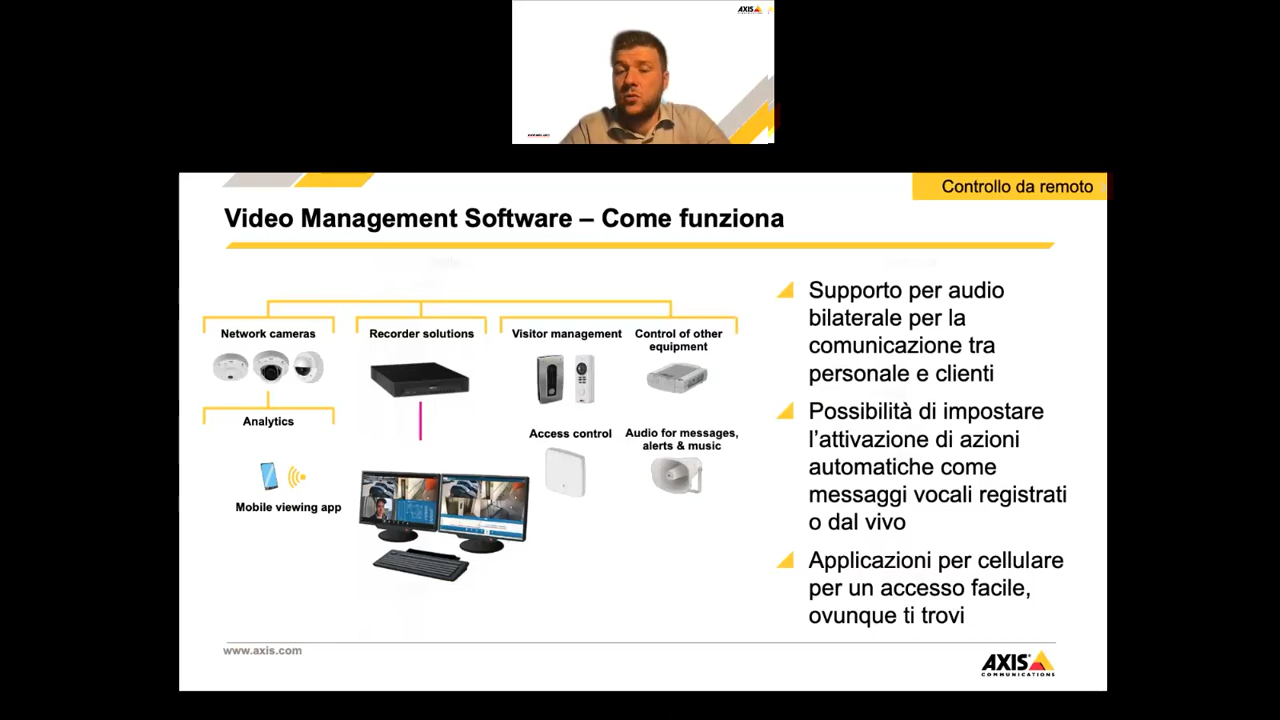 AXIS
COMMUNICATIONS
Controllo da remoto
Video Management Software – Come funziona
Network cameras
Recorder solutions
Visitor management
Control of other
equipment
Analytics
Access control
Audio for messages,
alerts & music
Mobile viewing app
Supporto per audio
bilaterale per la
comunicazione tra
personale e clienti
Possibilità di impostare
l’attivazione di azioni
automatiche come
messaggi vocali registrati
o dal vivo
Applicazioni per cellulare
per un accesso facile,
ovunque ti trovi
www.axis.com
AXIS
COMMUNICATIONS